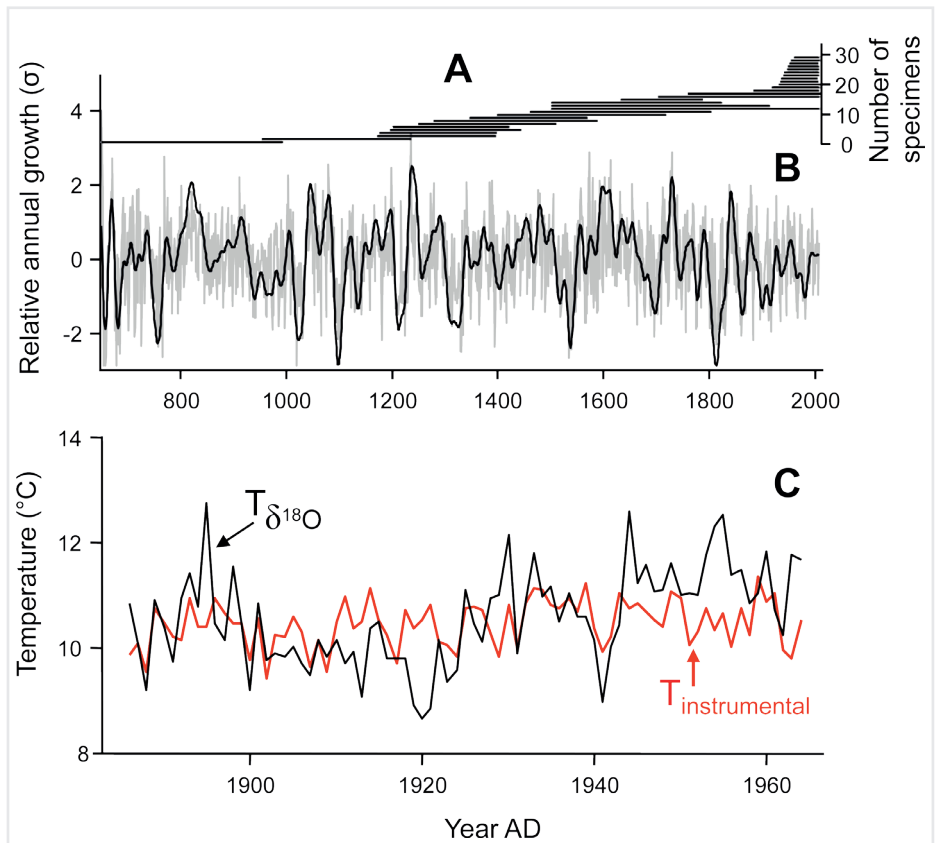 A
Number of
specimens
30
20
10
0
Relative annual growth (σ)
4
2
0
-2
B
800
1000
1200
1400
1600
1800
2000
Temperature (°C)
14
12
10
8
C
Tδ18O
Tinstrumental
1900
1920
1940
1960
Year AD